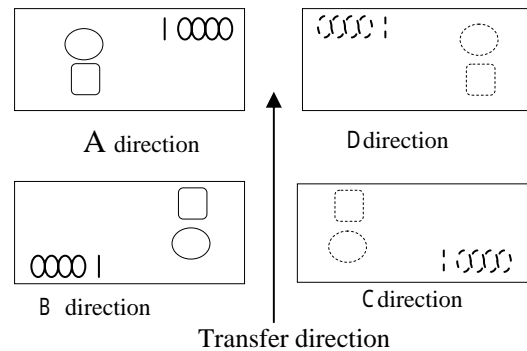 10000
00001
A direction
D direction
00001
10000
B direction
C direction
Transfer direction